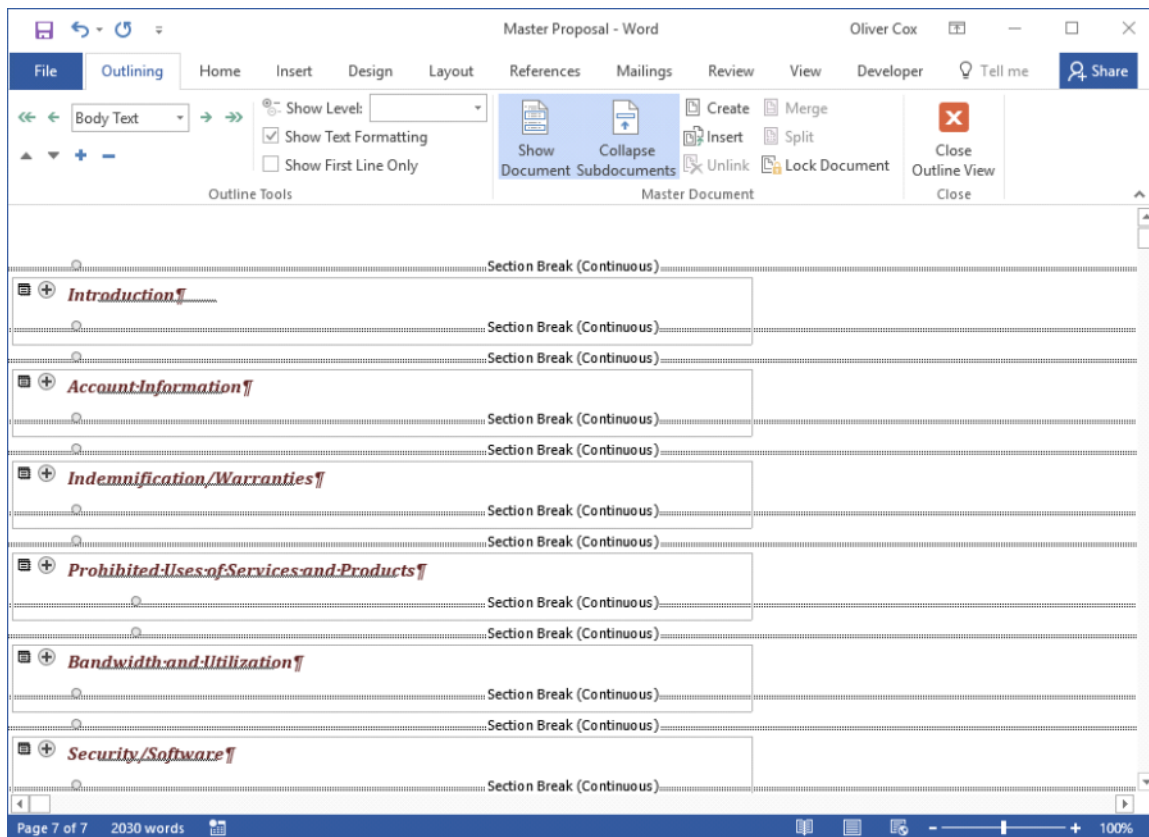 Master Proposal - Word Oliver Cox
File Outlining Home Insert Design Layout References Mailings Review View Developer Tell me Share
Body Text Show Level: Create Merge
Show Text Formatting Insert Split
Show First Line Only Show Document Collapse Subdocuments Unlink Lock Document Close Outline View
Outline Tools Master Document Close
Section Break (Continuous)
Introduction¶
Section Break (Continuous)
Section Break (Continuous)
Account·Information¶
Section Break (Continuous)
Section Break (Continuous)
Indemnification/Warranties¶
Section Break (Continuous)
Section Break (Continuous)
Prohibited·Uses·of·Services·and·Products¶
Section Break (Continuous)
Section Break (Continuous)
Bandwidth·and·Utilization¶
Section Break (Continuous)
Section Break (Continuous)
Security/Software¶
Section Break (Continuous)
Page 7 of 7 2030 words 100%